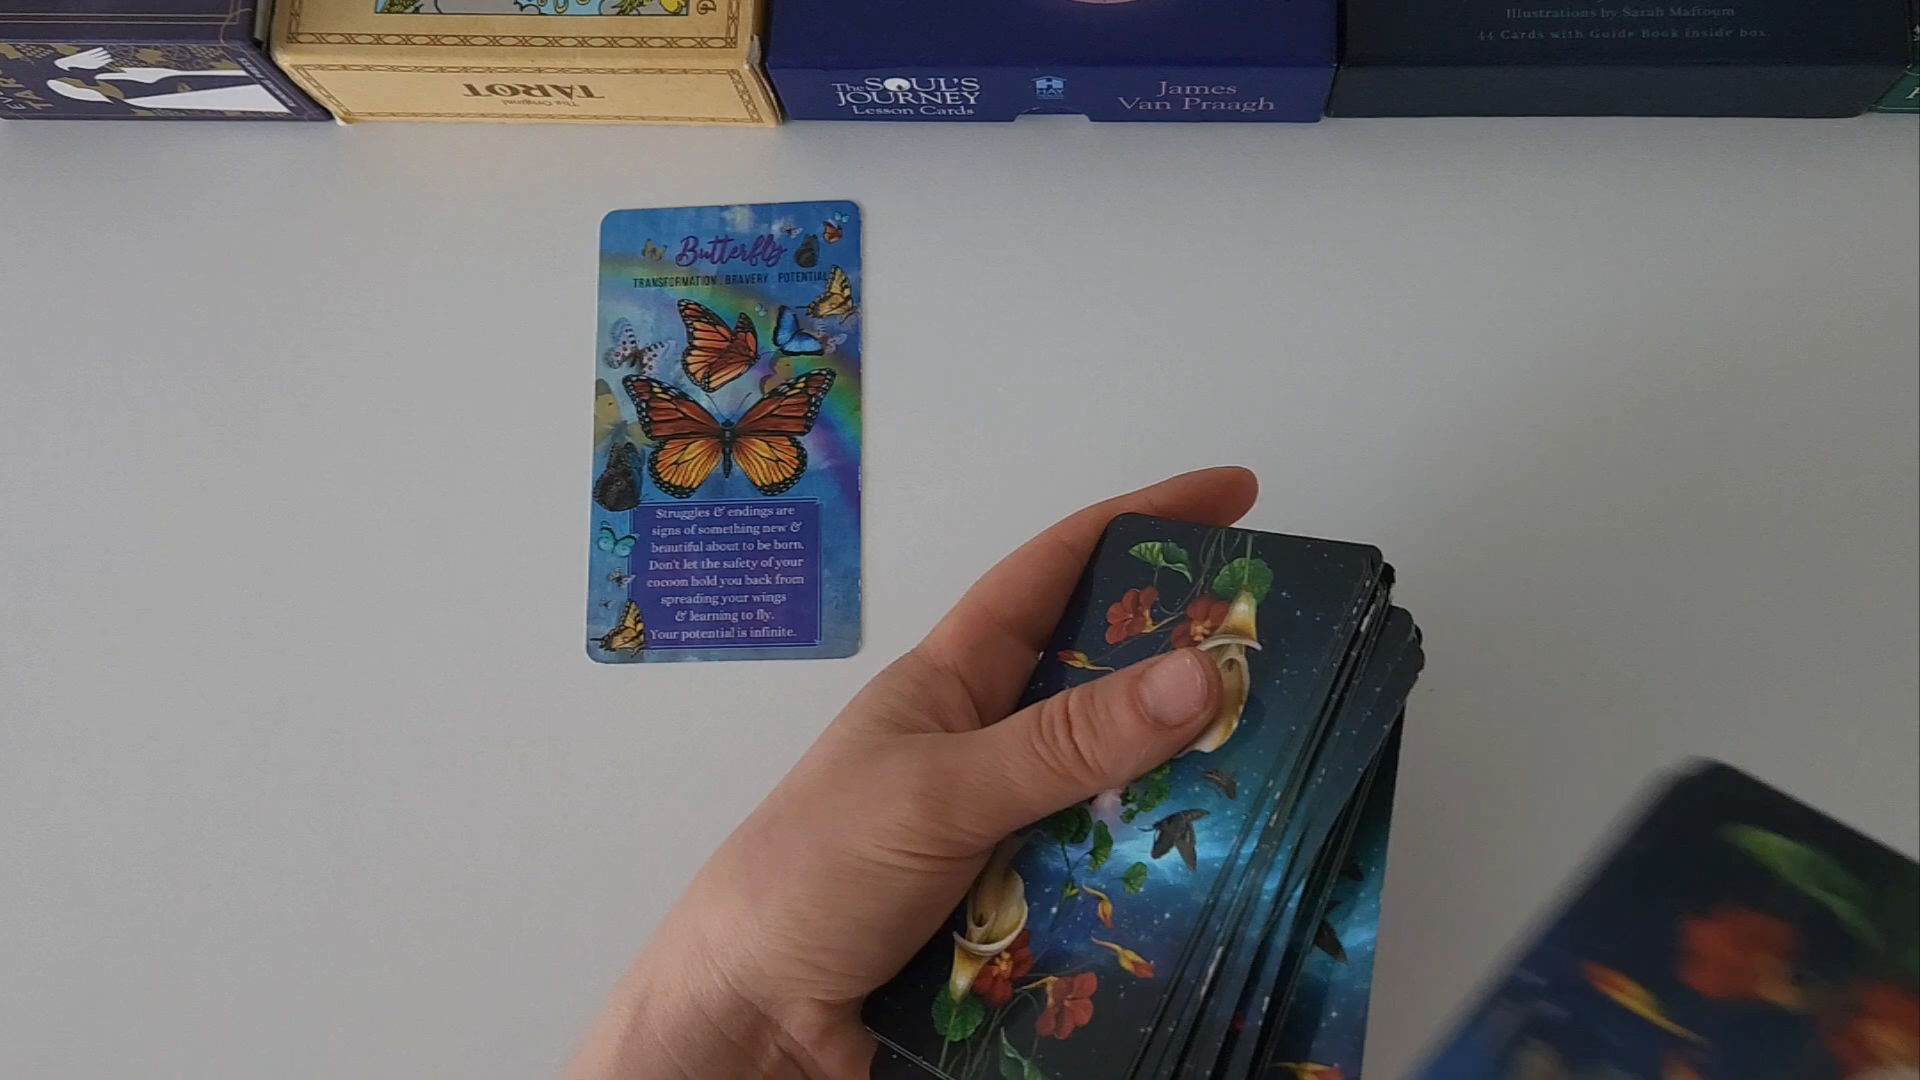 Illustrations by Sarah Maftoum
44 Cards with Guide Book inside box
The Original
TAROT
The SOUL'S
JOURNEY
Lesson Cards
HAY
James
Van Praagh
Butterfly
TRANSFORMATION . BRAVERY . POTENTIAL
Struggles & endings are
signs of something new &
beautiful about to be born.
Don't let the safety of your
cocoon hold you back from
spreading your wings
& learning to fly.
Your potential is infinite.